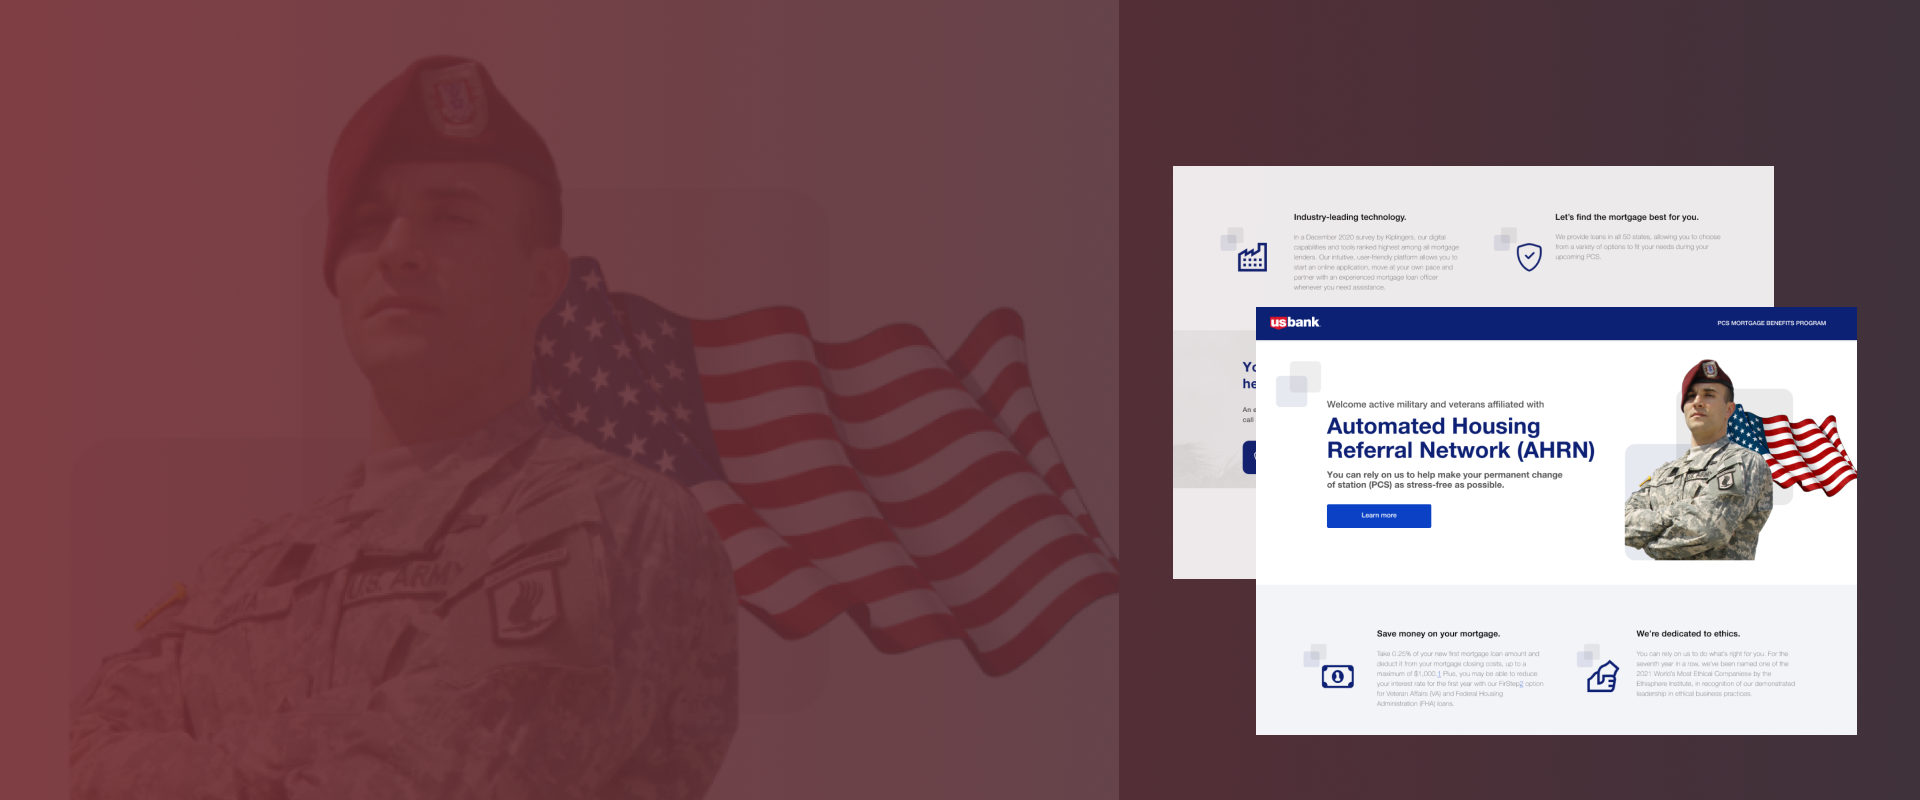 U.S. ARMY
Industry-leading technology.
In a December 2020 survey by Kiplingers, our digital
capabilities and tools ranked highest among all mortgage
lenders. Our intuitive, user-friendly platform allows you to
start an online application, move at your own pace and
partner with an experienced mortgage loan officer
whenever you need assistance.
Let's find the mortgage best for you.
We provide loans in all 50 states, allowing you to choose
from a variety of options to fit your needs during your
upcoming PCS.
Yo
he
An e
call
usbank
PCS MORTGAGE BENEFITS PROGRAM
Welcome active military and veterans affiliated with
Automated Housing
Referral Network (AHRN)
You can rely on us to help make your permanent change
of station (PCS) as stress-free as possible.
Learn more
Save money on your mortgage.
Take 0.25% of your new first mortgage loan amount and
deduct it from your mortgage closing costs, up to a
maximum of $1,000.1 Plus, you may be able to reduce
your interest rate for the first year with our FirStep2 option
for Veteran Affairs (VA) and Federal Housing
Administration (FHA) loans.
We're dedicated to ethics.
You can rely on us to do what's right for you. For the
seventh year in a row, we've been named one of the
2021 World's Most Ethical Companies® by the
Ethisphere Institute, in recognition of our demonstrated
leadership in ethical business practices.